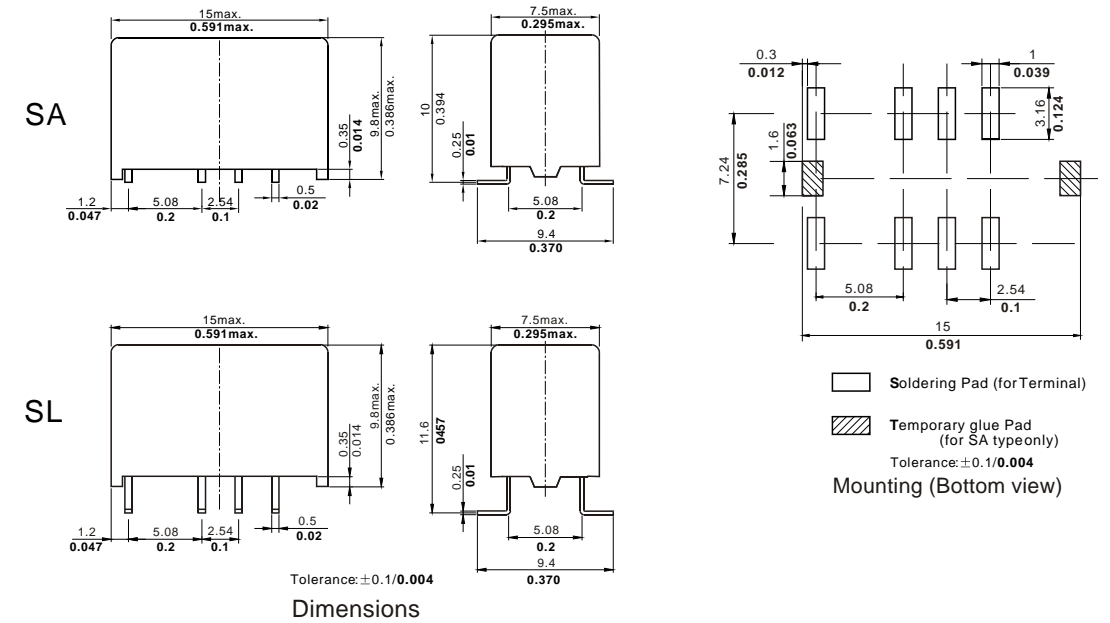 SA
15max.
0.591max.
9.8max.
0.386max.
0.35
0.014
1.2
0.047
5.08
0.2
2.54
0.1
0.5
0.02
7.5max.
0.295max.
10
0.394
0.25
0.01
5.08
0.2
9.4
0.370
SL
15max.
0.591max.
9.8max.
0.386max.
0.35
0.014
1.2
0.047
5.08
0.2
2.54
0.1
0.5
0.02
7.5max.
0.295max.
11.6
0457
0.25
0.01
5.08
0.2
9.4
0.370
Tolerance:±0.1/0.004
Dimensions
0.3
0.012
1
0.039
3.16
0.124
1.6
0.063
7.24
0.285
5.08
0.2
2.54
0.1
15
0.591
Soldering Pad (for Terminal)
Temporary glue Pad
(for SA typeonly)
Tolerance:±0.1/0.004
Mounting (Bottom view)